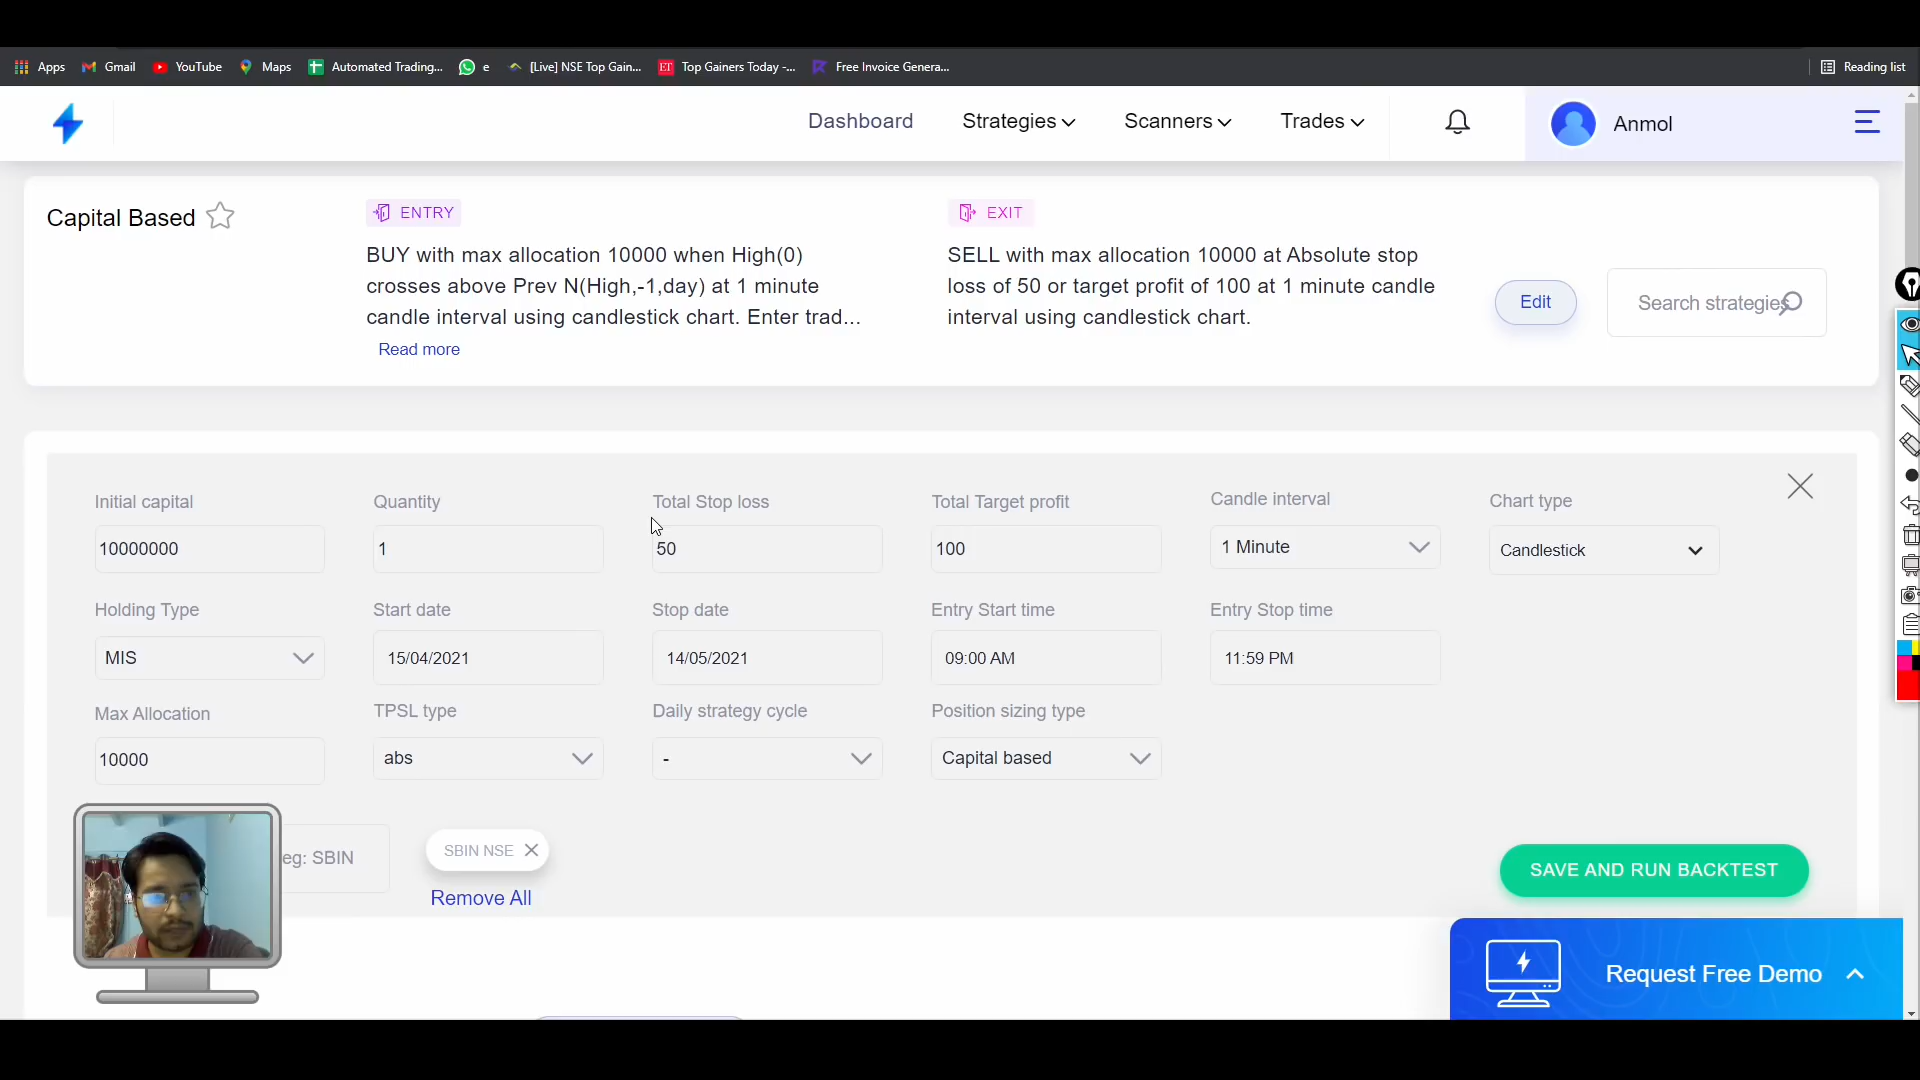 Apps Gmail YouTube Maps Automated Trading... e [Live] NSE Top Gain... ET Top Gainers Today -... Free Invoice Genera... Reading list
Dashboard Strategies Scanners Trades Anmol
Capital Based
ENTRY
BUY with max allocation 10000 when High(0)
crosses above Prev N(High,-1,day) at 1 minute
candle interval using candlestick chart. Enter trad...
Read more
EXIT
SELL with max allocation 10000 at Absolute stop
loss of 50 or target profit of 100 at 1 minute candle
interval using candlestick chart.
Edit
Search strategies
Initial capital Quantity Total Stop loss Total Target profit Candle interval Chart type
10000000 1 50 100 1 Minute Candlestick
Holding Type Start date Stop date Entry Start time Entry Stop time
MIS 15/04/2021 14/05/2021 09:00 AM 11:59 PM
Max Allocation TPSL type Daily strategy cycle Position sizing type
10000 abs - Capital based
eg: SBIN SBIN NSE
Remove All
SAVE AND RUN BACKTEST
Request Free Demo